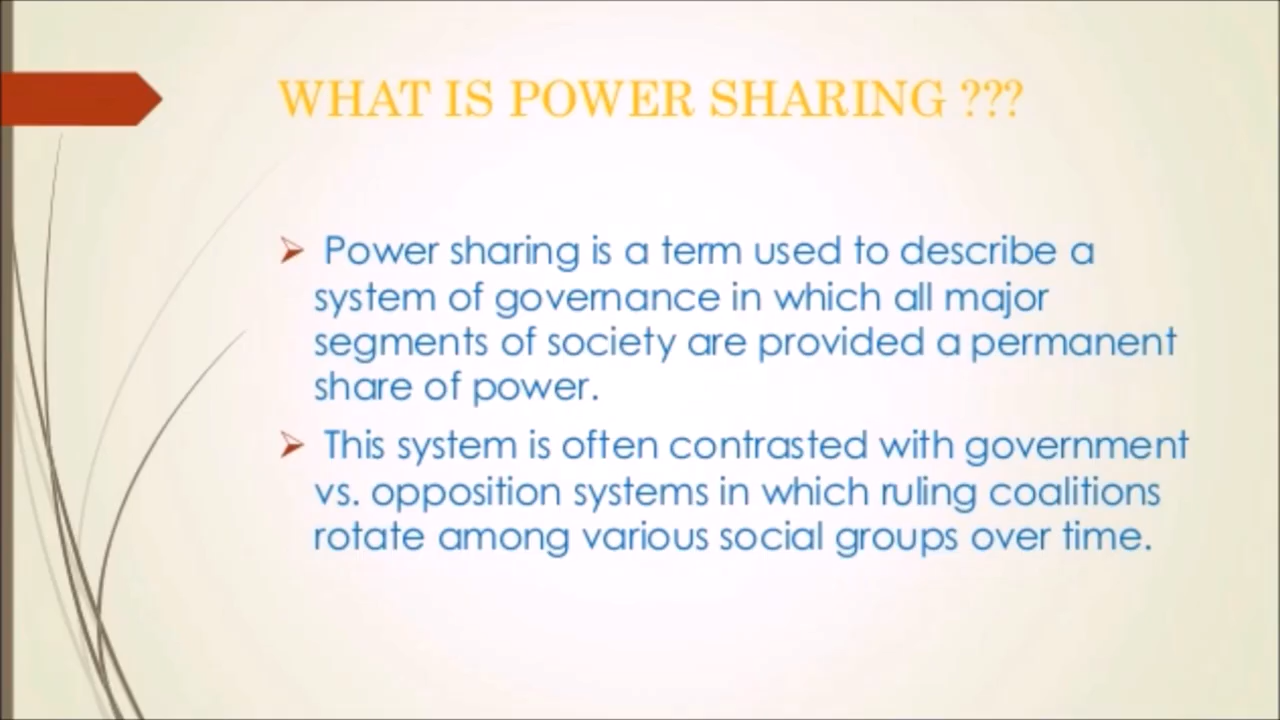 WHAT IS POWER SHARING ???
Power sharing is a term used to describe a
system of governance in which all major
segments of society are provided a permanent
share of power.
This system is often contrasted with government
vs. opposition systems in which ruling coalitions
rotate among various social groups over time.